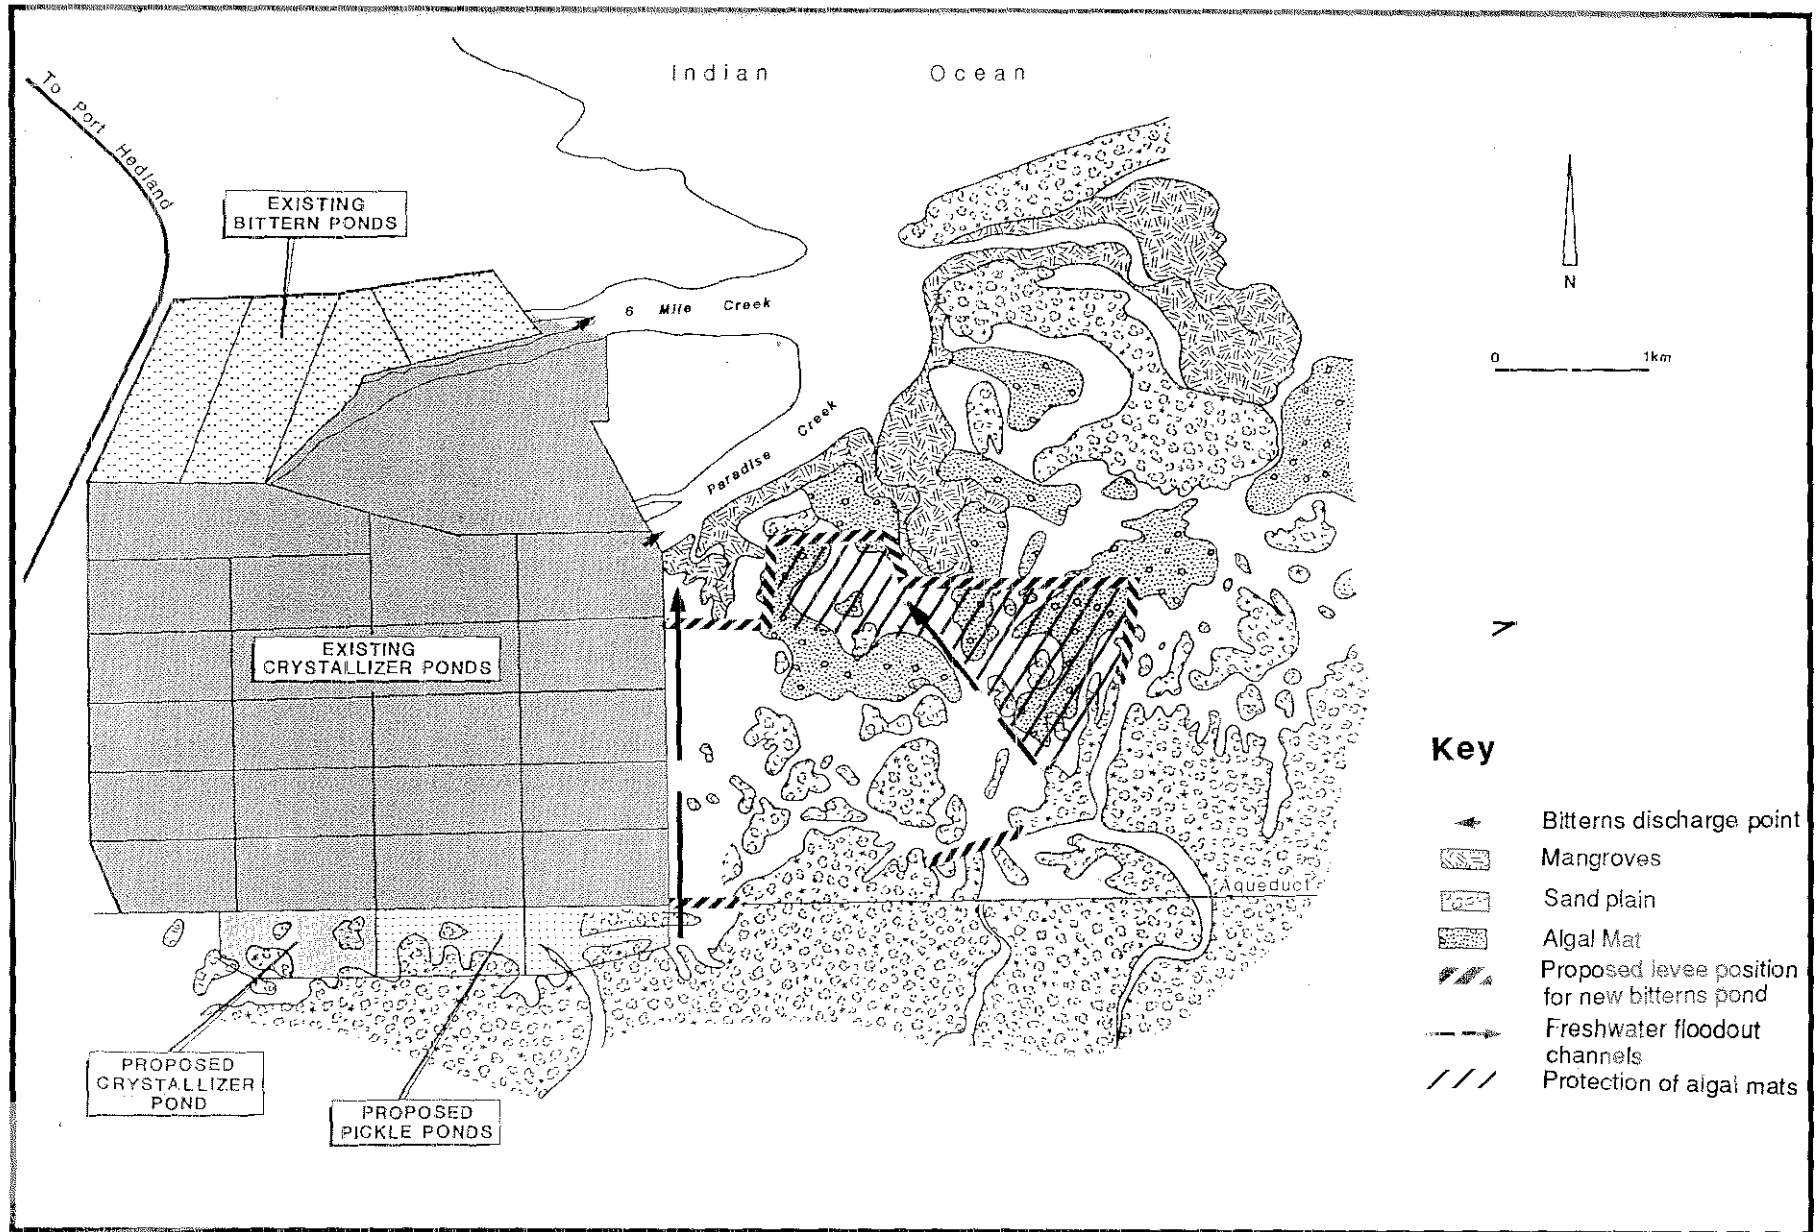 Indian Ocean
To Port Hedland
EXISTING
BITTERN PONDS
6 Mile Creek
Paradise Creek
N
0 1km
EXISTING
CRYSTALLIZER PONDS
Aqueduct
PROPOSED
CRYSTALLIZER
POND
PROPOSED
PICKLE PONDS
Key
Bitterns discharge point
Mangroves
Sand plain
Algal Mat
Proposed levee position
for new bitterns pond
Freshwater floodout
channels
Protection of algal mats